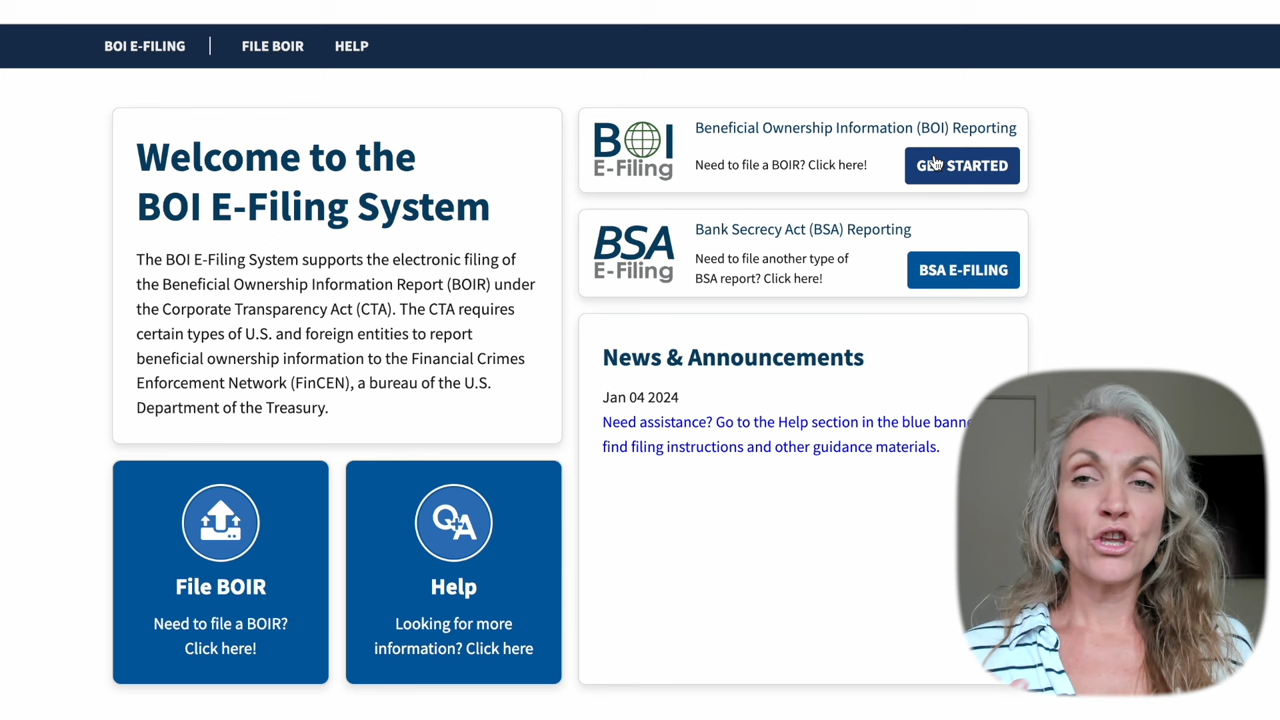 BOI E-FILING
FILE BOIR
HELP
Welcome to the
BOI E-Filing System
The BOI E-Filing System supports the electronic filing of
the Beneficial Ownership Information Report (BOIR) under
the Corporate Transparency Act (CTA). The CTA requires
certain types of U.S. and foreign entities to report
beneficial ownership information to the Financial Crimes
Enforcement Network (FinCEN), a bureau of the U.S.
Department of the Treasury.
File BOIR
Need to file a BOIR?
Click here!
Q&A
Help
Looking for more
information? Click here
BOI
E-Filing
Beneficial Ownership Information (BOI) Reporting
Need to file a BOIR? Click here!
GET STARTED
BSA
E-Filing
Bank Secrecy Act (BSA) Reporting
Need to file another type of
BSA report? Click here!
BSA E-FILING
News & Announcements
Jan 04 2024
Need assistance? Go to the Help section in the blue
find filing instructions and other guidance materials.